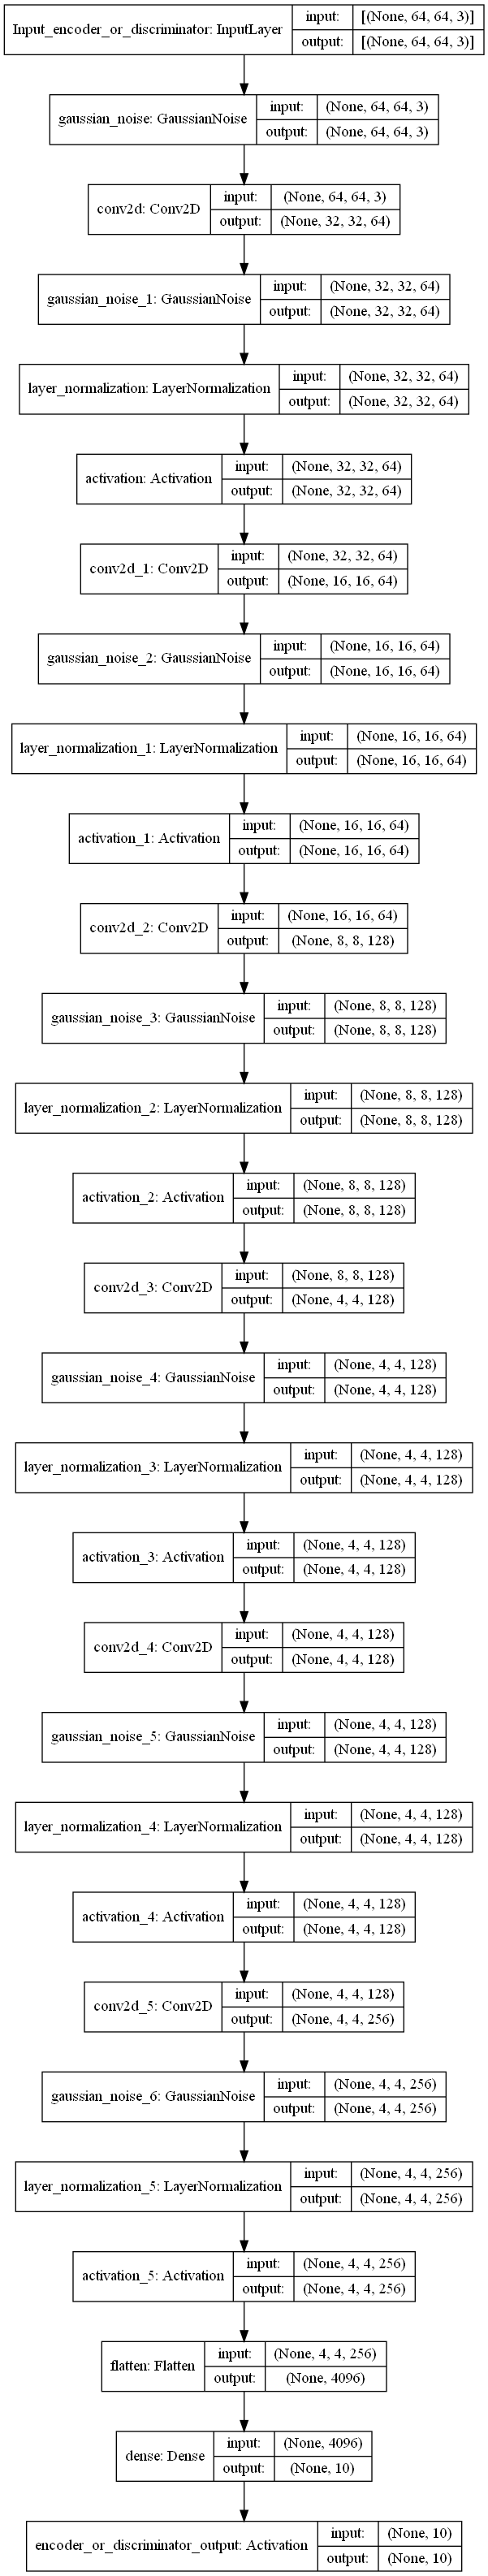 Input_encoder_or_discriminator: InputLayer
input:
[(None, 64, 64, 3)]
output:
[(None, 64, 64, 3)]
gaussian_noise: GaussianNoise
input:
(None, 64, 64, 3)
output:
(None, 64, 64, 3)
conv2d: Conv2D
input:
(None, 64, 64, 3)
output:
(None, 32, 32, 64)
gaussian_noise_1: GaussianNoise
input:
(None, 32, 32, 64)
output:
(None, 32, 32, 64)
layer_normalization: LayerNormalization
input:
(None, 32, 32, 64)
output:
(None, 32, 32, 64)
activation: Activation
input:
(None, 32, 32, 64)
output:
(None, 32, 32, 64)
conv2d_1: Conv2D
input:
(None, 32, 32, 64)
output:
(None, 16, 16, 64)
gaussian_noise_2: GaussianNoise
input:
(None, 16, 16, 64)
output:
(None, 16, 16, 64)
layer_normalization_1: LayerNormalization
input:
(None, 16, 16, 64)
output:
(None, 16, 16, 64)
activation_1: Activation
input:
(None, 16, 16, 64)
output:
(None, 16, 16, 64)
conv2d_2: Conv2D
input:
(None, 16, 16, 64)
output:
(None, 8, 8, 128)
gaussian_noise_3: GaussianNoise
input:
(None, 8, 8, 128)
output:
(None, 8, 8, 128)
layer_normalization_2: LayerNormalization
input:
(None, 8, 8, 128)
output:
(None, 8, 8, 128)
activation_2: Activation
input:
(None, 8, 8, 128)
output:
(None, 8, 8, 128)
conv2d_3: Conv2D
input:
(None, 8, 8, 128)
output:
(None, 4, 4, 128)
gaussian_noise_4: GaussianNoise
input:
(None, 4, 4, 128)
output:
(None, 4, 4, 128)
layer_normalization_3: LayerNormalization
input:
(None, 4, 4, 128)
output:
(None, 4, 4, 128)
activation_3: Activation
input:
(None, 4, 4, 128)
output:
(None, 4, 4, 128)
conv2d_4: Conv2D
input:
(None, 4, 4, 128)
output:
(None, 4, 4, 128)
gaussian_noise_5: GaussianNoise
input:
(None, 4, 4, 128)
output:
(None, 4, 4, 128)
layer_normalization_4: LayerNormalization
input:
(None, 4, 4, 128)
output:
(None, 4, 4, 128)
activation_4: Activation
input:
(None, 4, 4, 128)
output:
(None, 4, 4, 128)
conv2d_5: Conv2D
input:
(None, 4, 4, 128)
output:
(None, 4, 4, 256)
gaussian_noise_6: GaussianNoise
input:
(None, 4, 4, 256)
output:
(None, 4, 4, 256)
layer_normalization_5: LayerNormalization
input:
(None, 4, 4, 256)
output:
(None, 4, 4, 256)
activation_5: Activation
input:
(None, 4, 4, 256)
output:
(None, 4, 4, 256)
flatten: Flatten
input:
(None, 4, 4, 256)
output:
(None, 4096)
dense: Dense
input:
(None, 4096)
output:
(None, 10)
encoder_or_discriminator_output: Activation
input:
(None, 10)
output:
(None, 10)